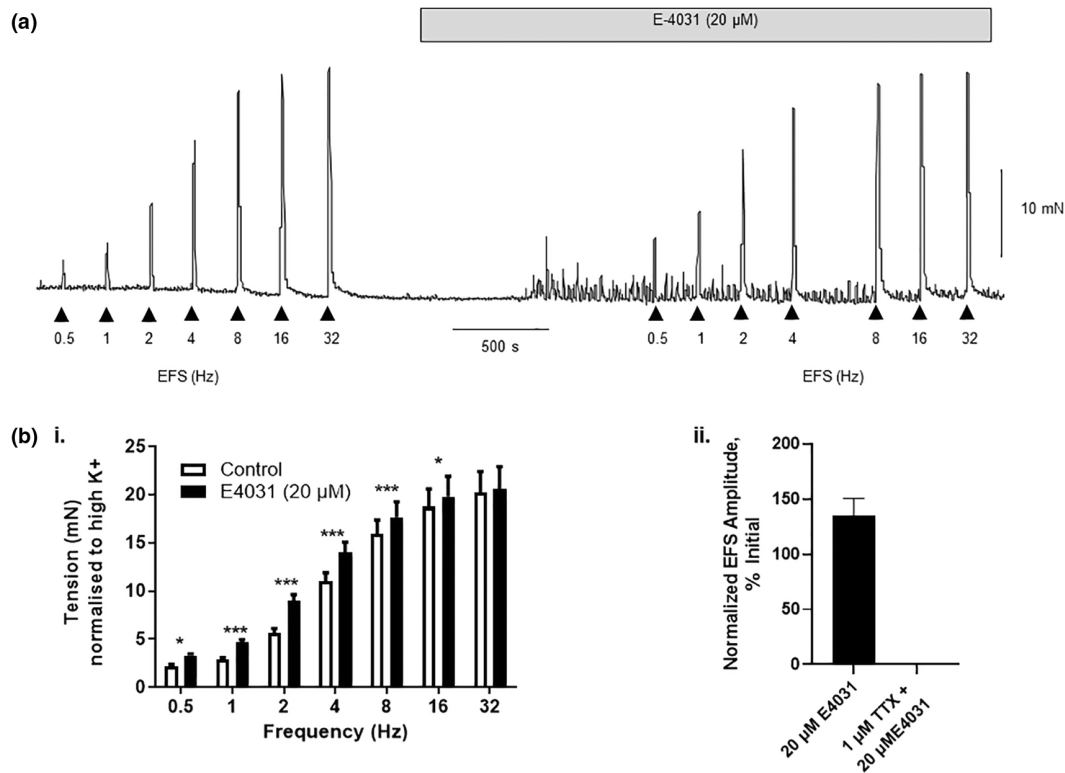 (a)
E-4031 (20 µM)
10 mN
0.5 1 2 4 8 16 32
500 s
0.5 1 2 4 8 16 32
EFS (Hz)
EFS (Hz)
(b) i.
Tension (mN)
normalised to high K+
25
20
15
10
5
0
Control
E4031 (20 µM)
* *** *** *** *** *
0.5 1 2 4 8 16 32
Frequency (Hz)
ii.
Normalized EFS Amplitude,
% Initial
200
150
100
50
0
20 µM E4031
1 µM TTX +
20 µME4031